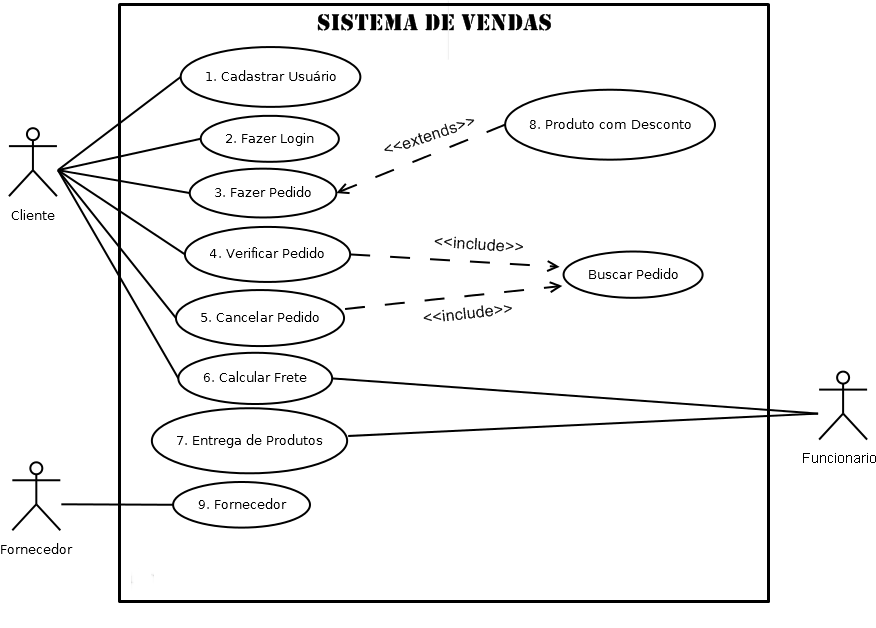 SISTEMA DE VENDAS
1. Cadastrar Usuário
2. Fazer Login
<<extends>>
8. Produto com Desconto
3. Fazer Pedido
Cliente
4. Verificar Pedido
<<include>>
Buscar Pedido
5. Cancelar Pedido
<<include>>
6. Calcular Frete
7. Entrega de Produtos
Funcionario
9. Fornecedor
Fornecedor